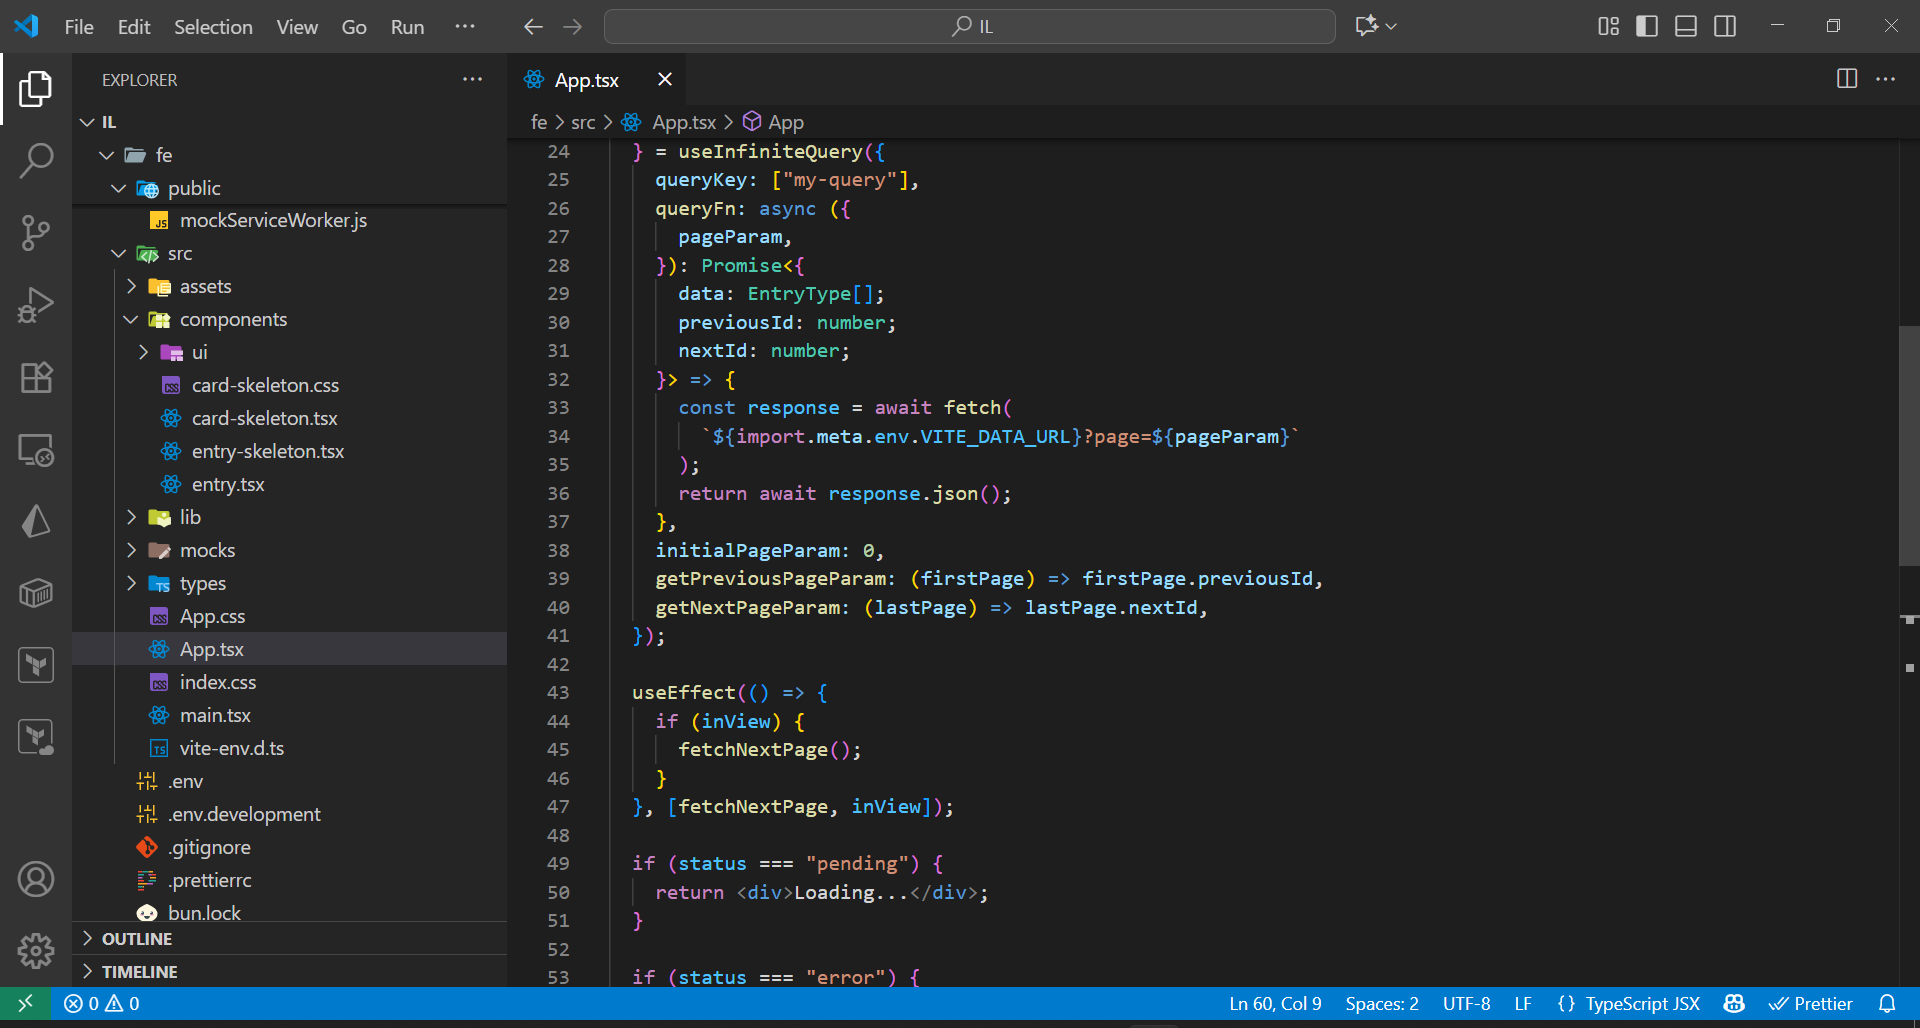 File Edit Selection View Go Run ···
IL
EXPLORER
IL
fe
public
mockServiceWorker.js
src
assets
components
ui
card-skeleton.css
card-skeleton.tsx
entry-skeleton.tsx
entry.tsx
lib
mocks
types
App.css
App.tsx
index.css
main.tsx
vite-env.d.ts
.env
.env.development
.gitignore
.prettierrc
bun.lock
OUTLINE
TIMELINE
App.tsx
fe > src > App.tsx > App
24 } = useInfiniteQuery({
25 queryKey: ["my-query"],
26 queryFn: async ({
27 pageParam,
28 }): Promise<{
29 data: EntryType[];
30 previousId: number;
31 nextId: number;
32 }> => {
33 const response = await fetch(
34 `${import.meta.env.VITE_DATA_URL}?page=${pageParam}`
35 );
36 return await response.json();
37 },
38 initialPageParam: 0,
39 getPreviousPageParam: (firstPage) => firstPage.previousId,
40 getNextPageParam: (lastPage) => lastPage.nextId,
41 });
42
43 useEffect(() => {
44 if (inView) {
45 fetchNextPage();
46 }
47 }, [fetchNextPage, inView]);
48
49 if (status === "pending") {
50 return <div>Loading...</div>;
51 }
52
53 if (status === "error") {
0 0 Ln 60, Col 9 Spaces: 2 UTF-8 LF {} TypeScript JSX Prettier